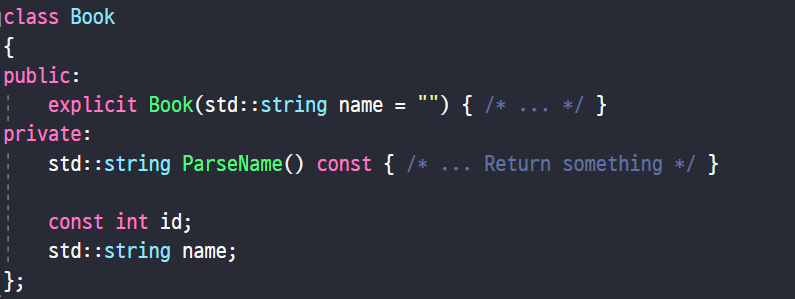 class Book
{
public:
    explicit Book(std::string name = "") { /* ... */ }
private:
    std::string ParseName() const { /* ... Return something */ }

    const int id;
    std::string name;
};